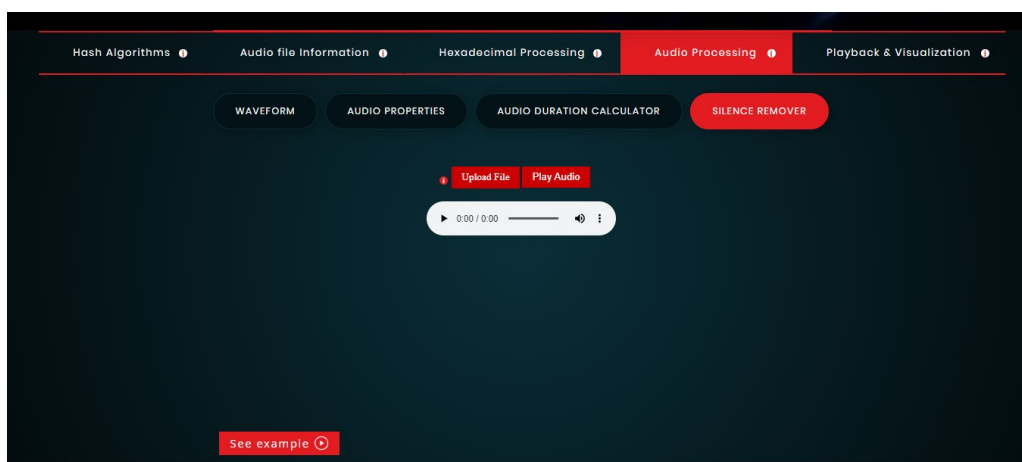 Hash Algorithms
Audio file Information
Hexadecimal Processing
Audio Processing
Playback & Visualization
WAVEFORM
AUDIO PROPERTIES
AUDIO DURATION CALCULATOR
SILENCE REMOVER
Upload File
Play Audio
0:00 / 0:00
See example